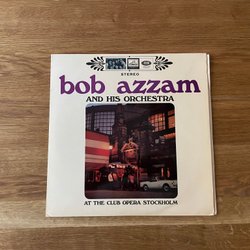 STEREO
bob azzam
AND HIS ORCHESTRA
AT THE CLUB OPERA STOCKHOLM